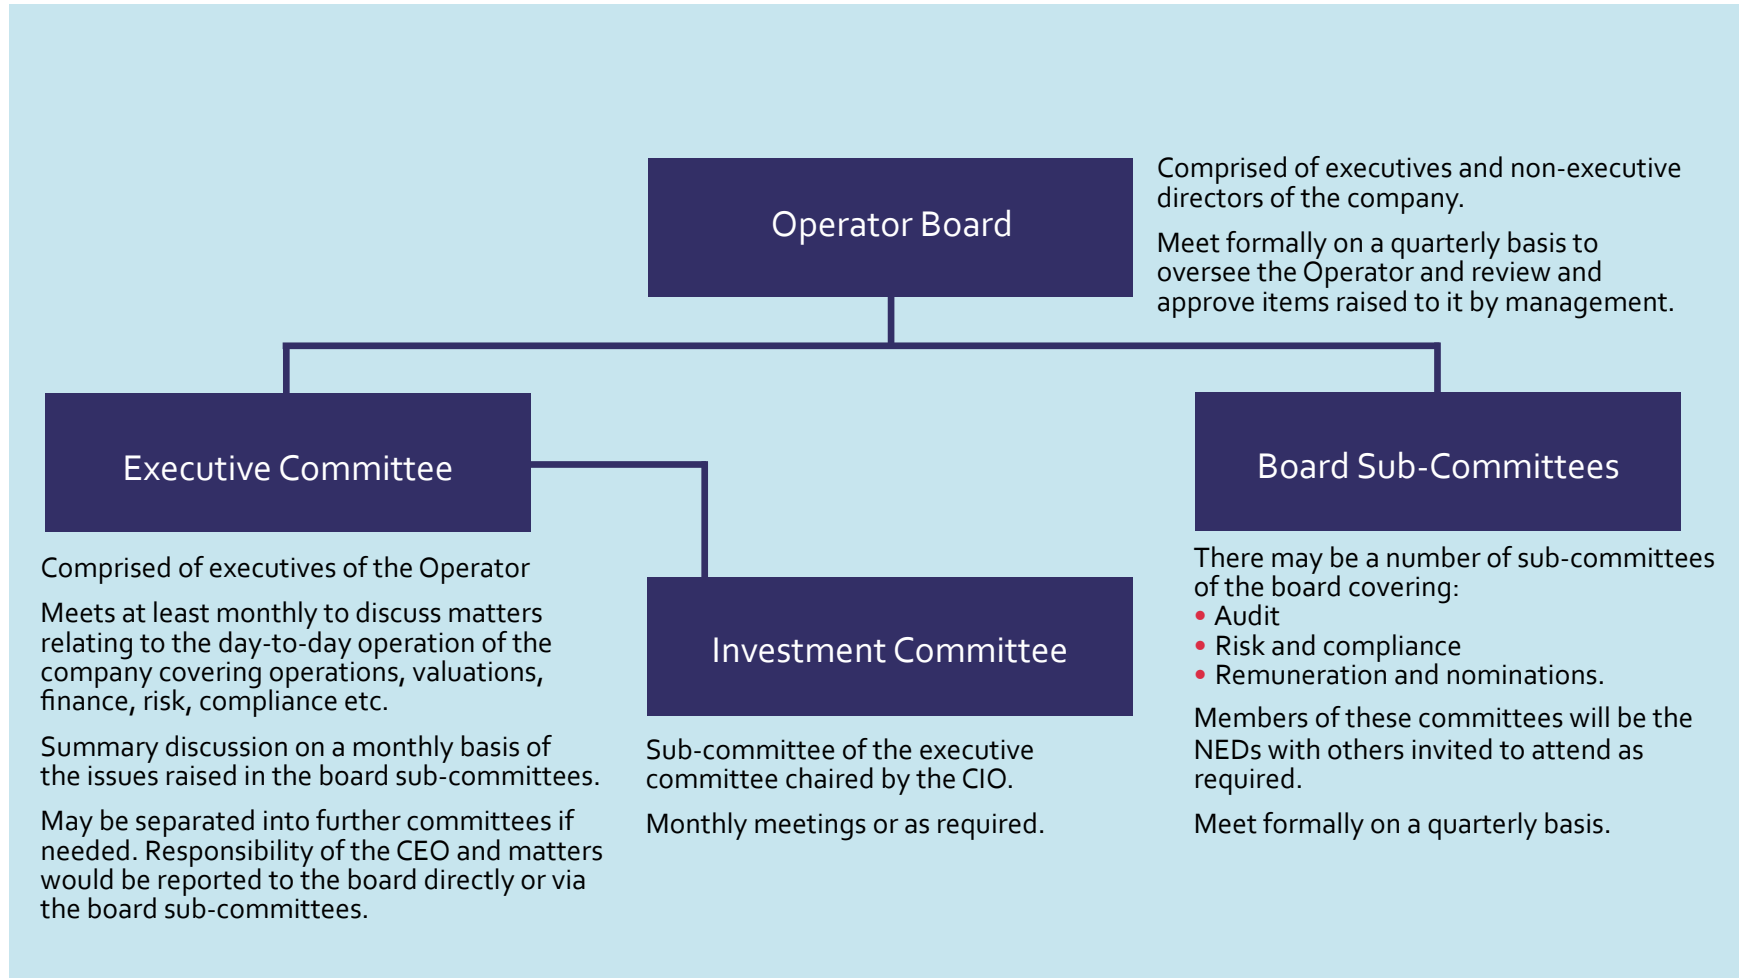 Operator Board
Comprised of executives and non-executive
directors of the company.
Meet formally on a quarterly basis to
oversee the Operator and review and
approve items raised to it by management.
Executive Committee
Comprised of executives of the Operator
Meets at least monthly to discuss matters
relating to the day-to-day operation of the
company covering operations, valuations,
finance, risk, compliance etc.
Summary discussion on a monthly basis of
the issues raised in the board sub-committees.
May be separated into further committees if
needed. Responsibility of the CEO and matters
would be reported to the board directly or via
the board sub-committees.
Investment Committee
Sub-committee of the executive
committee chaired by the CIO.
Monthly meetings or as required.
Board Sub-Committees
There may be a number of sub-committees
of the board covering:
• Audit
• Risk and compliance
• Remuneration and nominations.
Members of these committees will be the
NEDs with others invited to attend as
required.
Meet formally on a quarterly basis.